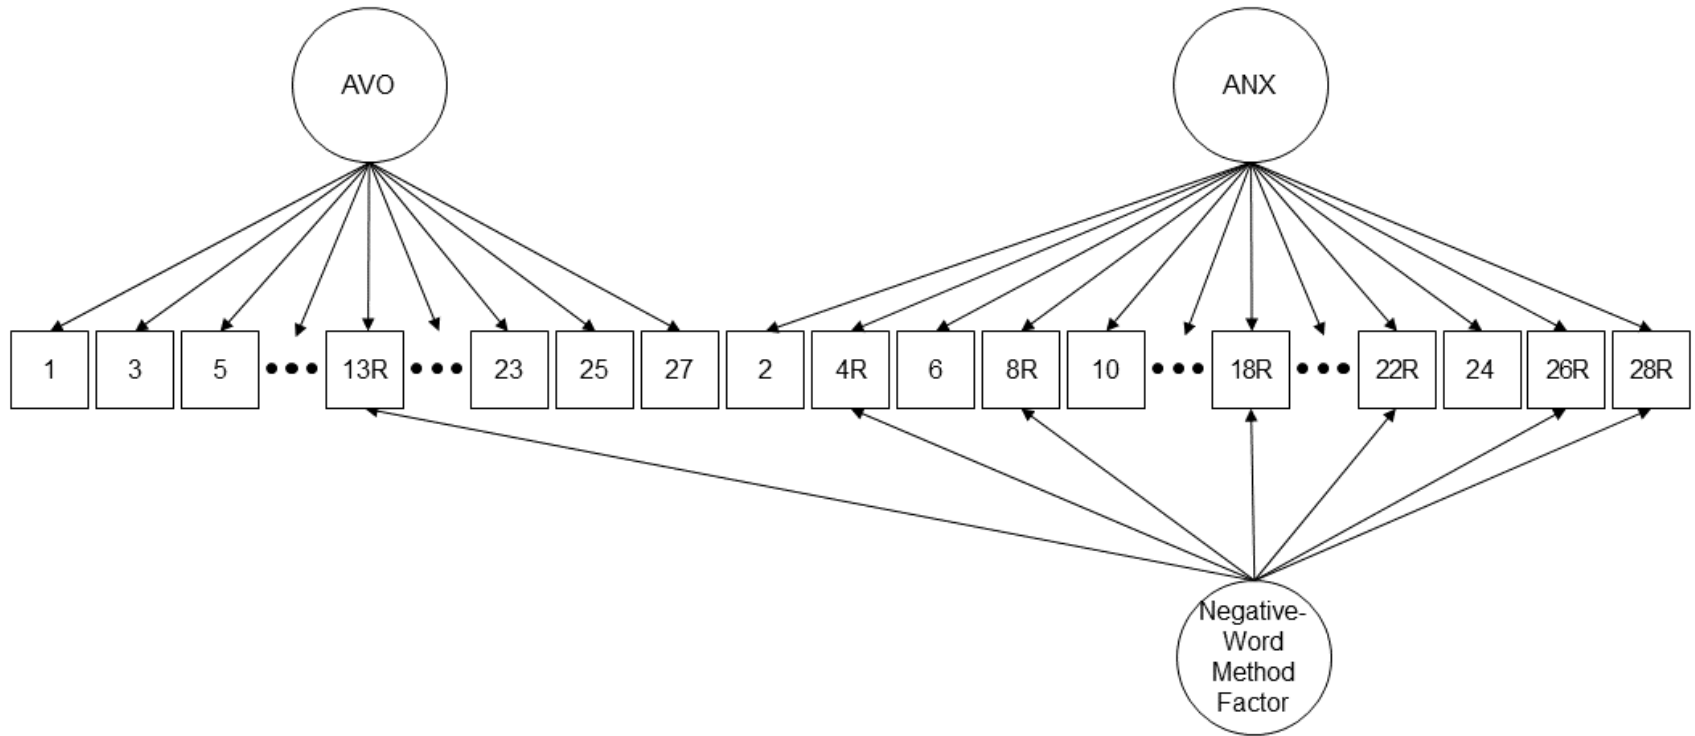 AVO
ANX
1 3 5 ••• 13R ••• 23 25 27 2 4R 6 8R 10 ••• 18R ••• 22R 24 26R 28R
Negative-
Word
Method
Factor